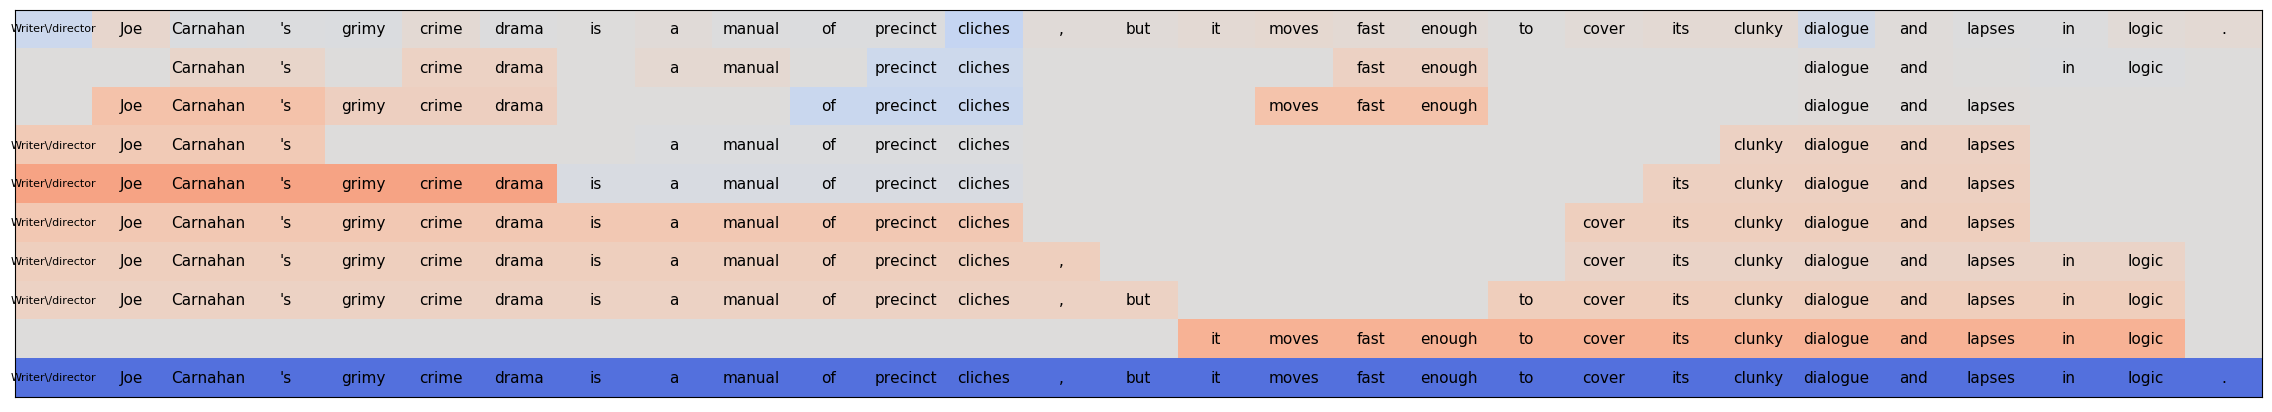 Writer\/director Joe Carnahan 's grimy crime drama is a manual of precinct cliches , but it moves fast enough to cover its clunky dialogue and lapses in logic .
Carnahan 's crime drama a manual precinct cliches fast enough dialogue and in logic
Joe Carnahan 's grimy crime drama of precinct cliches moves fast enough dialogue and lapses
Writer\/director Joe Carnahan 's a manual of precinct cliches clunky dialogue and lapses
Writer\/director Joe Carnahan 's grimy crime drama is a manual of precinct cliches its clunky dialogue and lapses
Writer\/director Joe Carnahan 's grimy crime drama is a manual of precinct cliches cover its clunky dialogue and lapses
Writer\/director Joe Carnahan 's grimy crime drama is a manual of precinct cliches , cover its clunky dialogue and lapses in logic
Writer\/director Joe Carnahan 's grimy crime drama is a manual of precinct cliches , but to cover its clunky dialogue and lapses in logic
it moves fast enough to cover its clunky dialogue and lapses in logic
Writer\/director Joe Carnahan 's grimy crime drama is a manual of precinct cliches , but it moves fast enough to cover its clunky dialogue and lapses in logic .